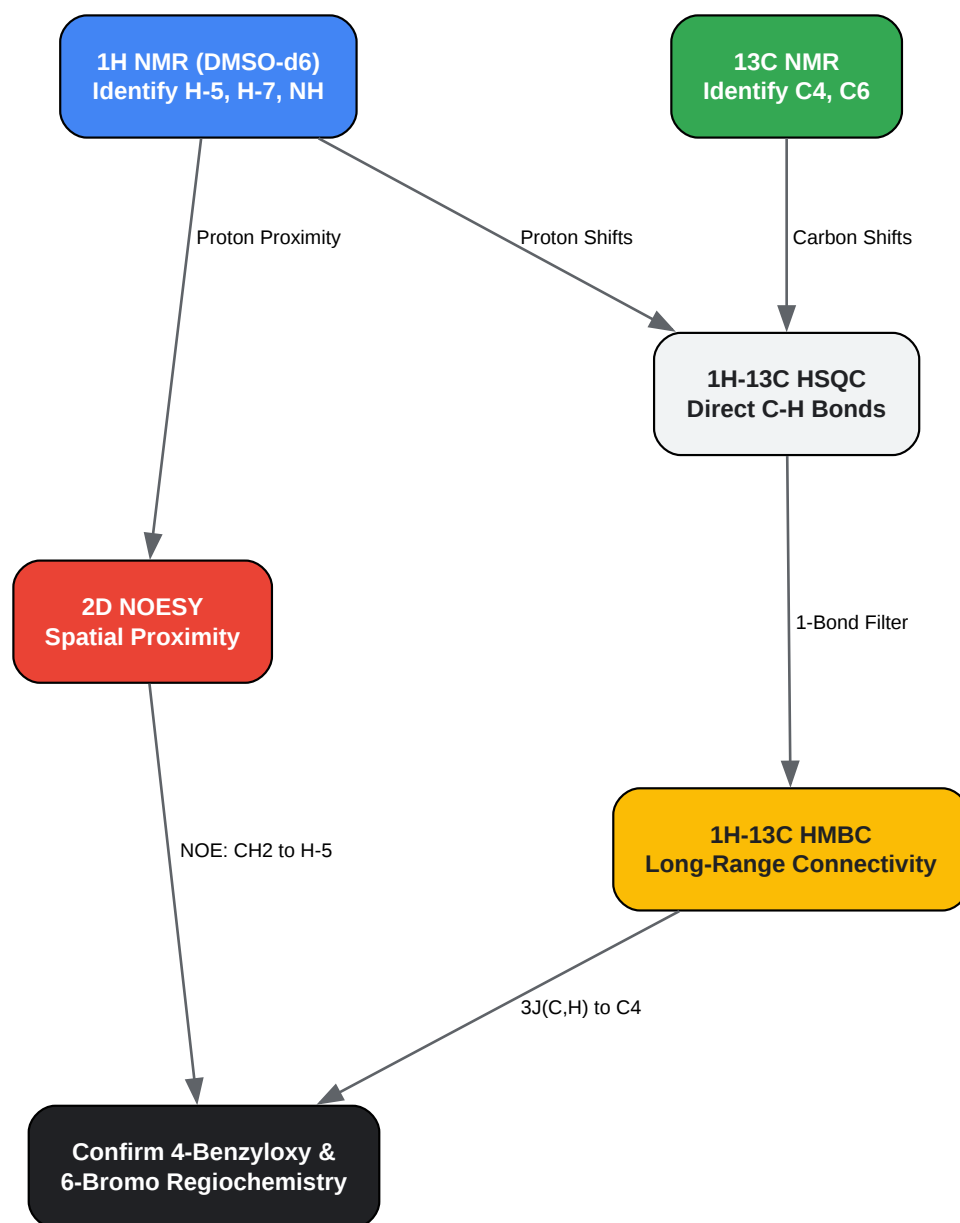 1H NMR (DMSO-d6)
Identify H-5, H-7, NH
13C NMR
Identify C4, C6
Proton Proximity
Proton Shifts
Carbon Shifts
1H-13C HSQC
Direct C-H Bonds
2D NOESY
Spatial Proximity
1-Bond Filter
1H-13C HMBC
Long-Range Connectivity
NOE: CH2 to H-5
3J(C,H) to C4
Confirm 4-Benzyloxy &
6-Bromo Regiochemistry